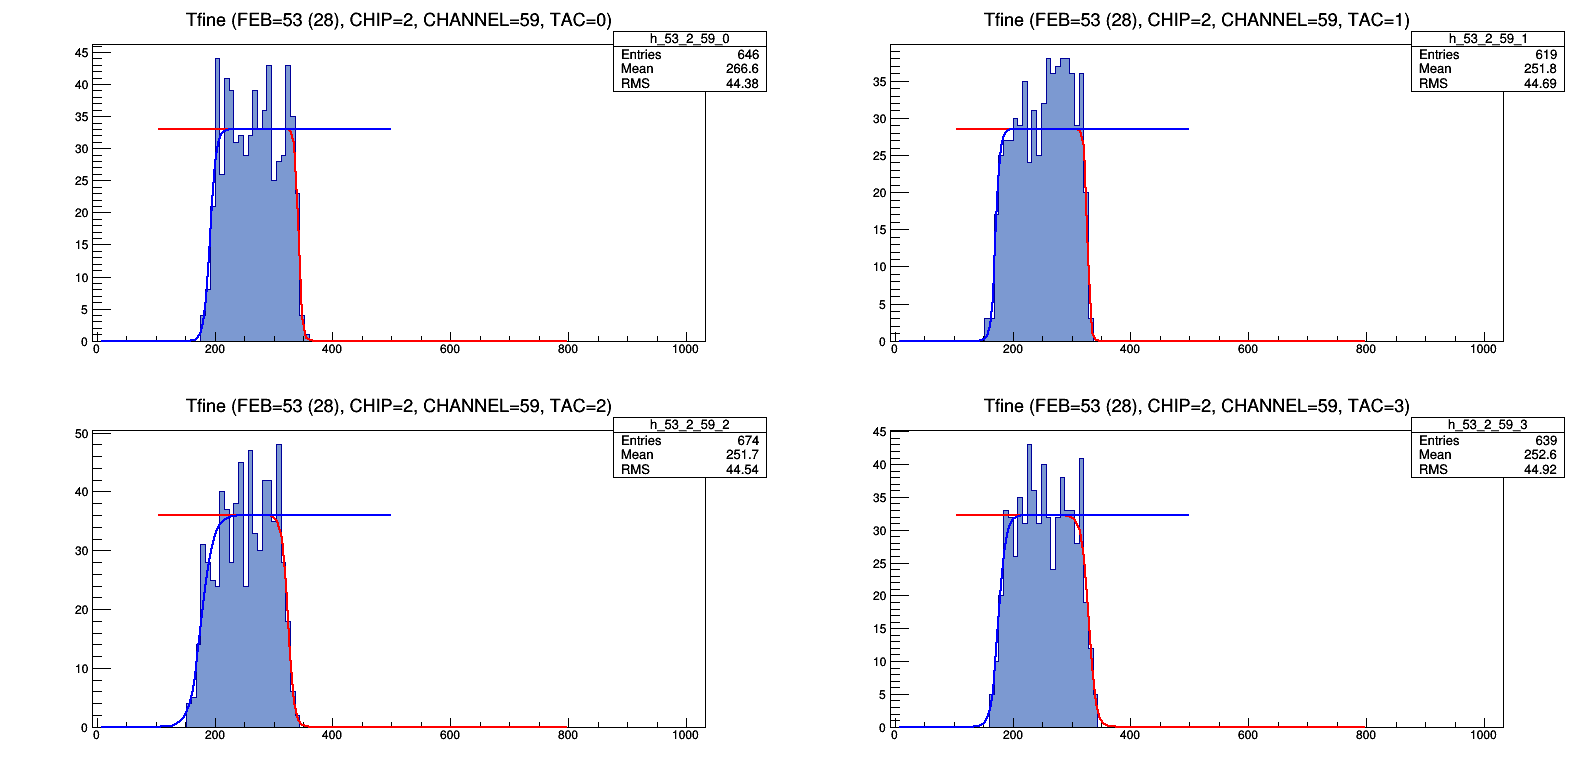 Tfine (FEB=53 (28), CHIP=2, CHANNEL=59, TAC=0)
h_53_2_59_0
Entries 646
Mean 266.6
RMS 44.38
45
40
35
30
25
20
15
10
5
0
0 200 400 600 800 1000
Tfine (FEB=53 (28), CHIP=2, CHANNEL=59, TAC=1)
h_53_2_59_1
Entries 619
Mean 251.8
RMS 44.69
35
30
25
20
15
10
5
0
0 200 400 600 800 1000
Tfine (FEB=53 (28), CHIP=2, CHANNEL=59, TAC=2)
h_53_2_59_2
Entries 674
Mean 251.7
RMS 44.54
50
40
30
20
10
0
0 200 400 600 800 1000
Tfine (FEB=53 (28), CHIP=2, CHANNEL=59, TAC=3)
h_53_2_59_3
Entries 639
Mean 252.6
RMS 44.92
45
40
35
30
25
20
15
10
5
0
0 200 400 600 800 1000